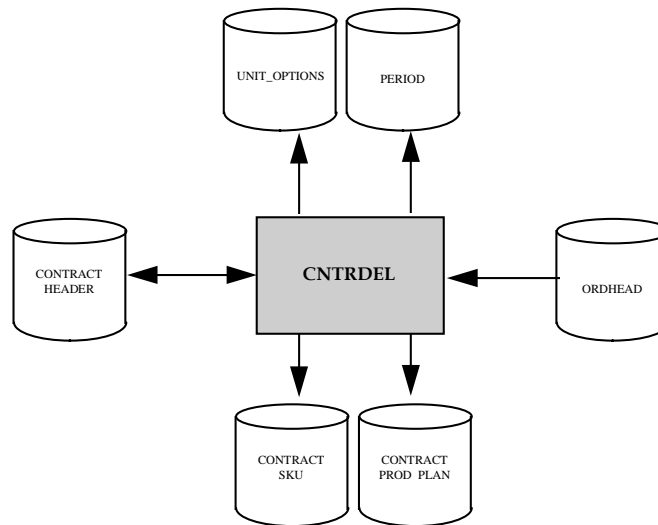 UNIT_OPTIONS
PERIOD
CONTRACT
HEADER
CNTRDEL
ORDHEAD
CONTRACT
SKU
CONTRACT
PROD PLAN